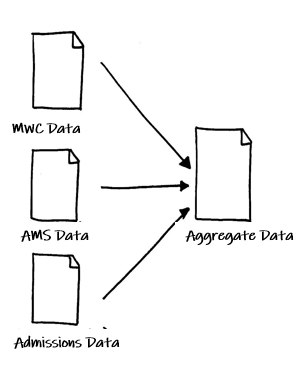 MWC Data
AMS Data
Aggregate Data
Admissions Data